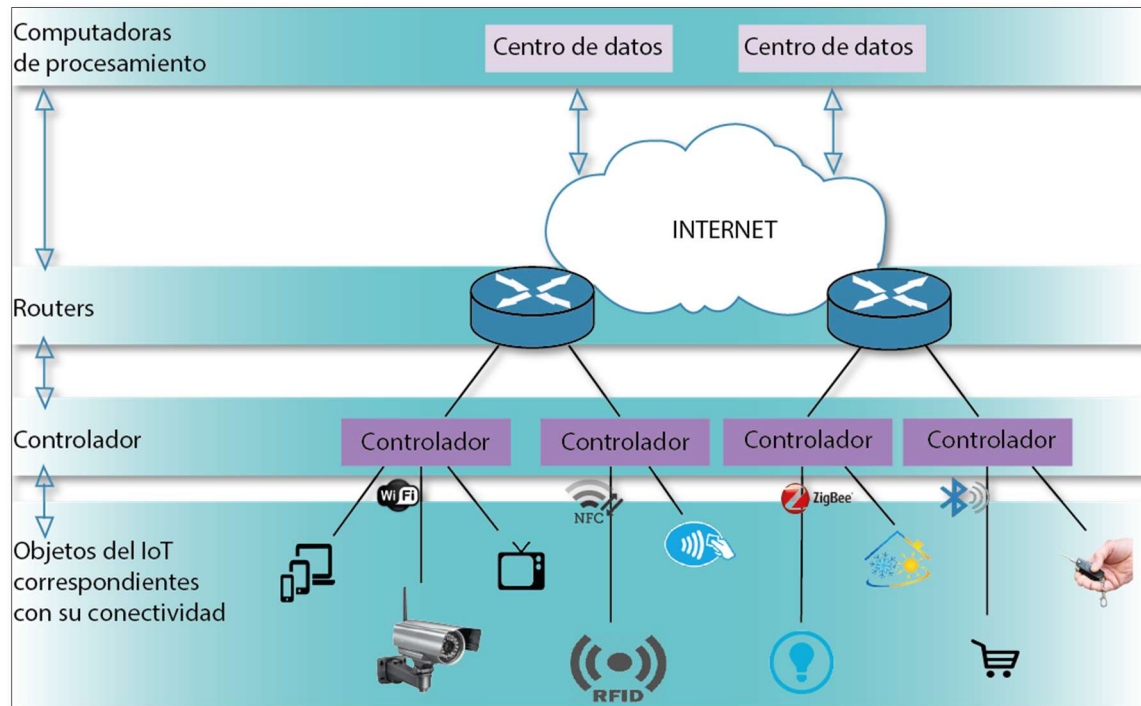 Computadoras
de procesamiento
Centro de datos
Centro de datos
INTERNET
Routers
Controlador
Controlador
Controlador
Controlador
Controlador
WiFi
NFC
ZigBee
Objetos del IoT
correspondientes
con su conectividad
RFID